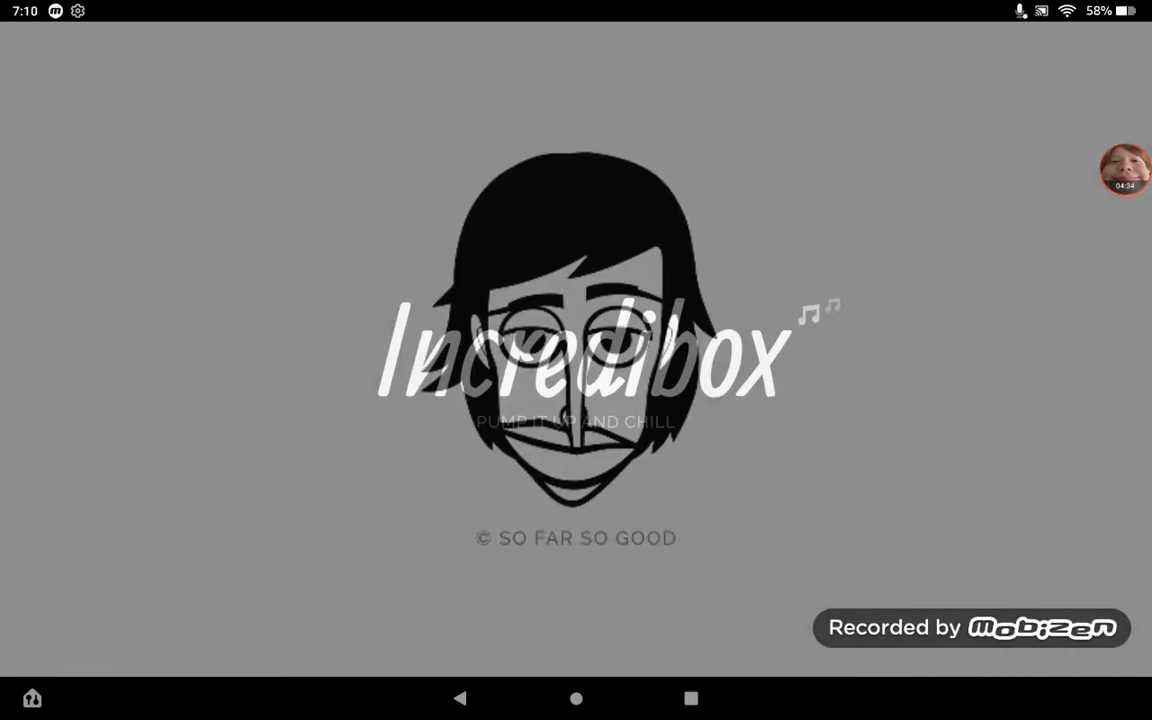 7:10
58%
04:34
Incredibox
PUMP IT UP AND CHILL
© SO FAR SO GOOD
Recorded by mobizen